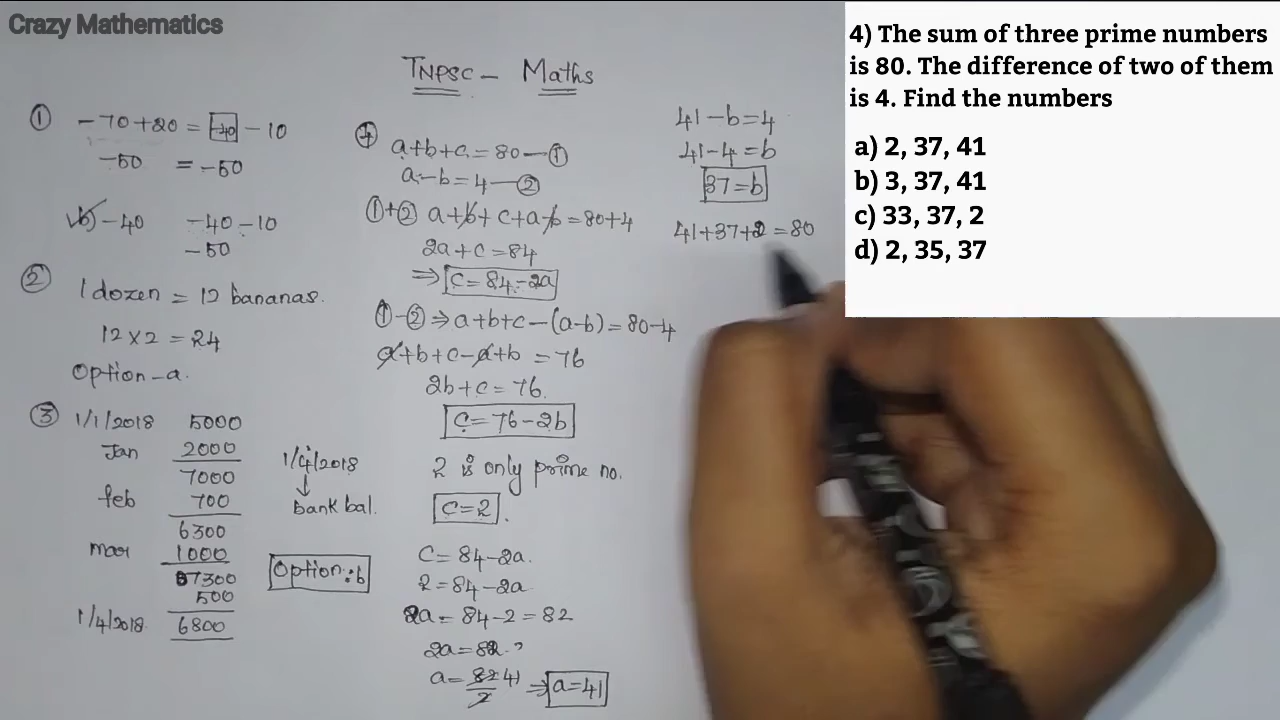 Crazy Mathematics
TNPSC - Maths
① -70+20 = -40 - 10
-50 = -50
b) -40 -40-10
-50
② 1 dozen = 12 bananas.
12 × 2 = 24
Option - a.
③ 1/1/2018 5000
Jan 2000
7000
feb 700
6300
mar 1000
7300
500
1/4/2018 6800
1/4/2018
↓
bank bal.
Option : b
④ a+b+c = 80 — ①
a-b = 4 — ②
①+② a+b+c+a-b = 80+4
2a+c = 84
⇒ c = 84-2a
①-② ⇒ a+b+c-(a-b) = 80-4
a+b+c-a+b = 76
2b+c = 76.
c = 76-2b
2 is only prime no.
c = 2.
c = 84-2a.
2 = 84-2a
2a = 84-2 = 82
2a = 82
a = 82/2 41 ⇒ a = 41
41-b = 4
41-4 = b
37 = b
41+37+2 = 80
4) The sum of three prime numbers
is 80. The difference of two of them
is 4. Find the numbers
a) 2, 37, 41
b) 3, 37, 41
c) 33, 37, 2
d) 2, 35, 37